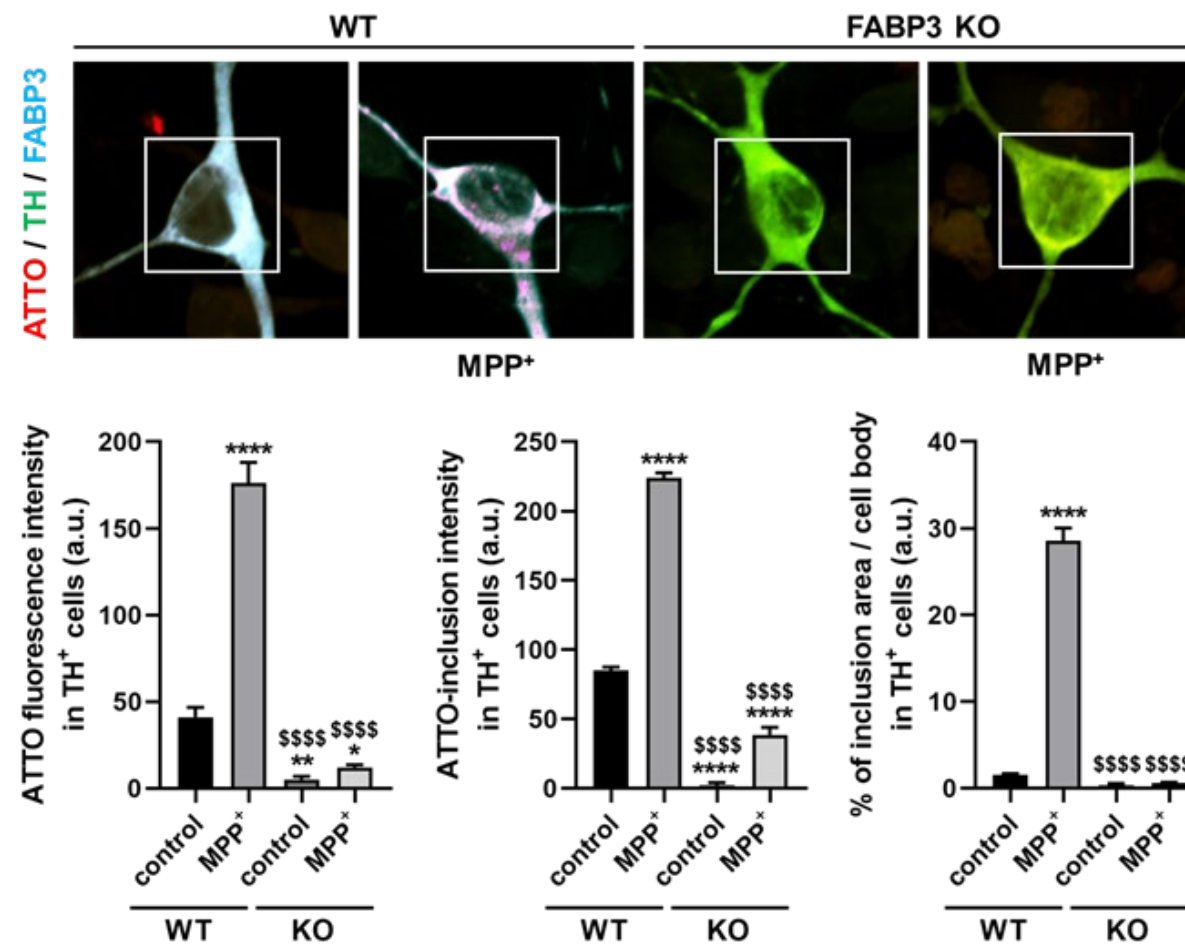 WT FABP3 KO
ATTO / TH / FABP3
MPP⁺ MPP⁺
ATTO fluorescence intensity
in TH⁺ cells (a.u.)
200
150
100
50
0
****
$$$$
**
$$$$
*
control MPP⁺ control MPP⁺
WT KO
ATTO-inclusion intensity
in TH⁺ cells (a.u.)
250
200
150
100
50
0
****
$$$$
****
$$$$
****
control MPP⁺ control MPP⁺
WT KO
% of inclusion area / cell body
in TH⁺ cells (a.u.)
40
30
20
10
0
****
$$$$ $$$$
control MPP⁺ control MPP⁺
WT KO